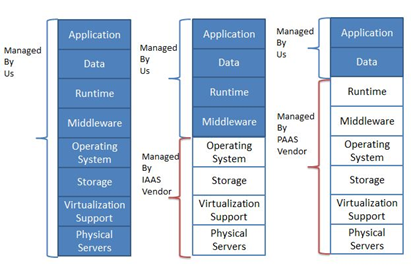 Managed
By
Us
Application
Data
Runtime
Middleware
Operating
System
Storage
Virtualization
Support
Physical
Servers
Managed
By
Us
Managed
By
IAAS
Vendor
Application
Data
Runtime
Middleware
Operating
System
Storage
Virtualization
Support
Physical
Servers
Managed
By
Us
Managed
By
PAAS
Vendor
Application
Data
Runtime
Middleware
Operating
System
Storage
Virtualization
Support
Physical
Servers